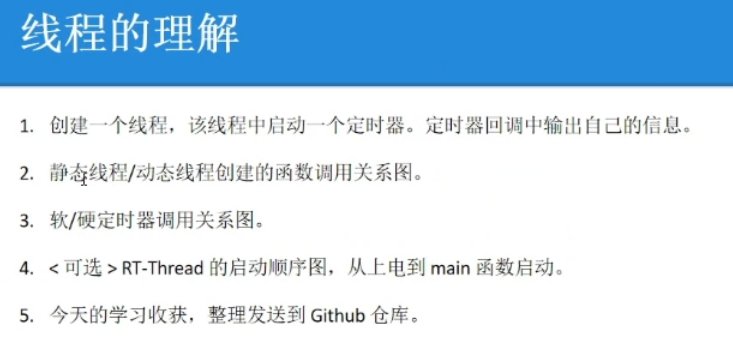 线程的理解
1. 创建一个线程，该线程中启动一个定时器。定时器回调中输出自己的信息。
2. 静态线程/动态线程创建的函数调用关系图。
3. 软/硬定时器调用关系图。
4. <可选> RT-Thread 的启动顺序图，从上电到 main 函数启动。
5. 今天的学习收获，整理发送到 Github 仓库。